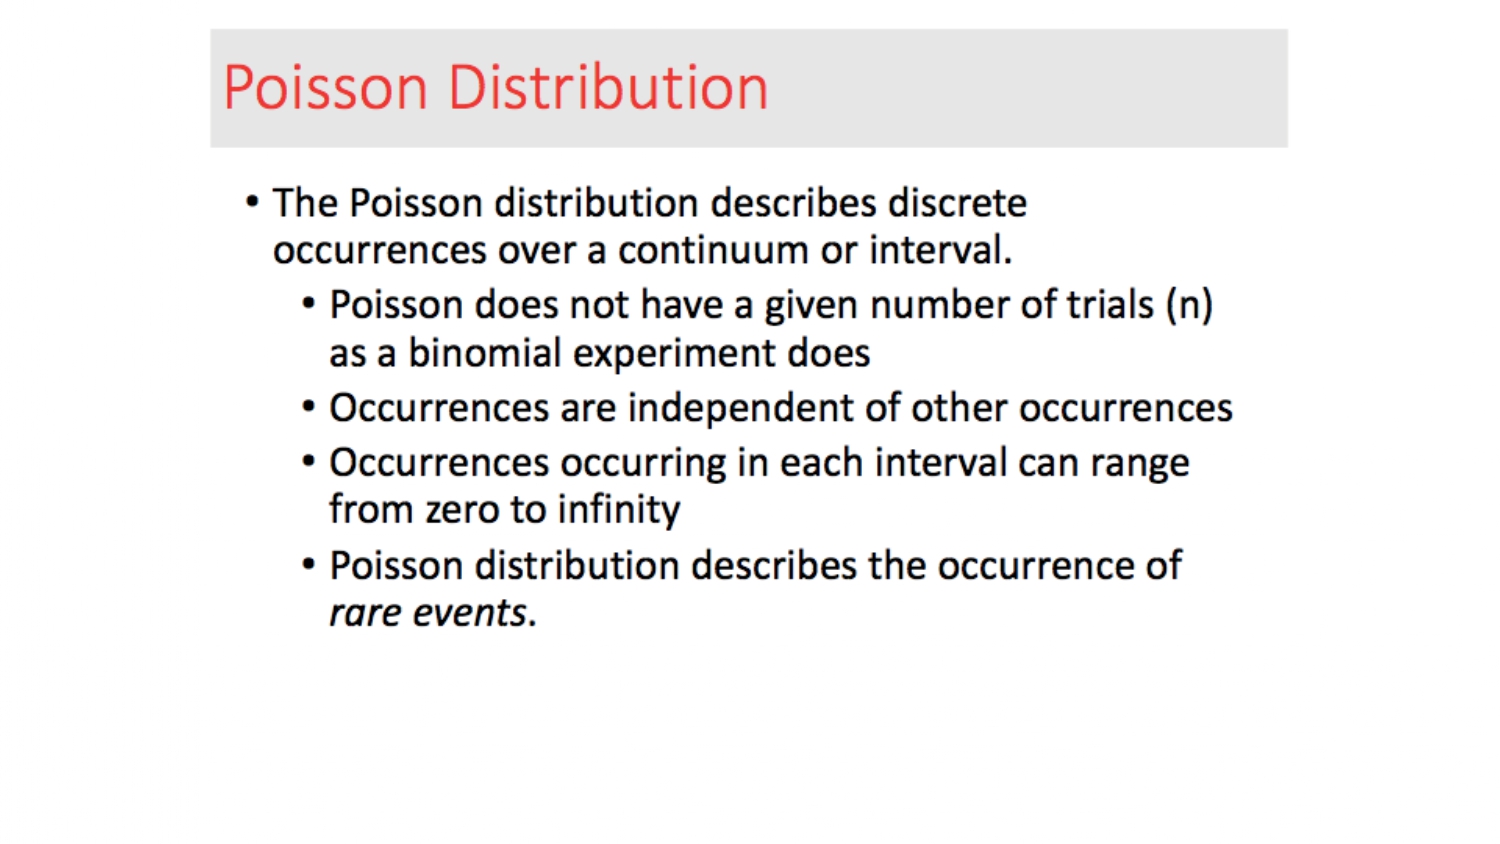 Poisson Distribution
• The Poisson distribution describes discrete
occurrences over a continuum or interval.
• Poisson does not have a given number of trials (n)
as a binomial experiment does
• Occurrences are independent of other occurrences
• Occurrences occurring in each interval can range
from zero to infinity
• Poisson distribution describes the occurrence of
rare events.